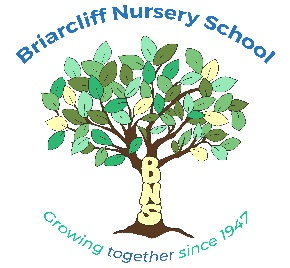 Briarcliff Nursery School
BNS
Growing together since 1947